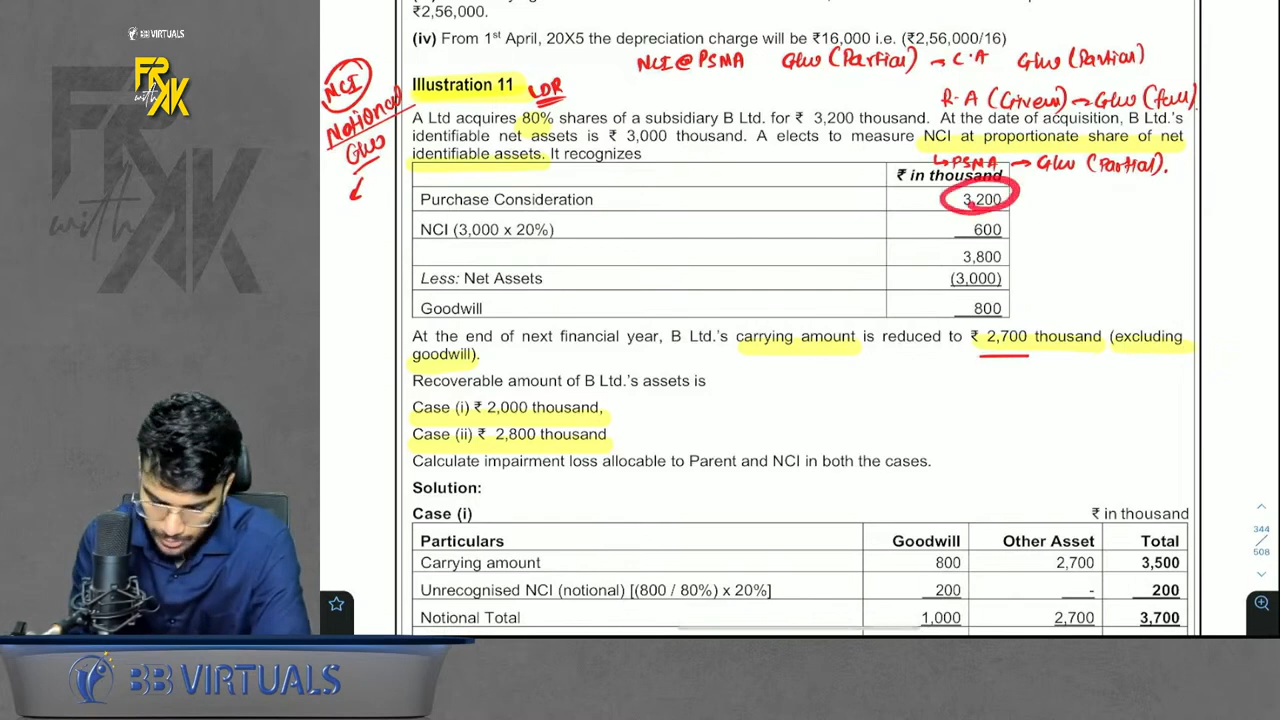 BB VIRTUALS
FR
with AK
₹2,56,000.
(iv) From 1st April, 20X5 the depreciation charge will be ₹16,000 i.e. (₹2,56,000/16)
NCI @ PSNA Glw (Partial) → C.A Glw (Partial)
NCI
Notional
Glw
Illustration 11
LDR
R.A (Given) → Glw (full).
A Ltd acquires 80% shares of a subsidiary B Ltd. for ₹ 3,200 thousand. At the date of acquisition, B Ltd.'s
identifiable net assets is ₹ 3,000 thousand. A elects to measure NCI at proportionate share of net
identifiable assets. It recognizes
↳ PSNA → Glw (Partial).
₹ in thousand
Purchase Consideration 3,200
NCI (3,000 x 20%) 600
3,800
Less: Net Assets (3,000)
Goodwill 800
At the end of next financial year, B Ltd.'s carrying amount is reduced to ₹ 2,700 thousand (excluding
goodwill).
Recoverable amount of B Ltd.'s assets is
Case (i) ₹ 2,000 thousand,
Case (ii) ₹ 2,800 thousand
Calculate impairment loss allocable to Parent and NCI in both the cases.
Solution:
Case (i) ₹ in thousand
Particulars Goodwill Other Asset Total
Carrying amount 800 2,700 3,500
Unrecognised NCI (notional) [(800 / 80%) x 20%] 200 - 200
Notional Total 1,000 2,700 3,700
344
/
508
BB VIRTUALS